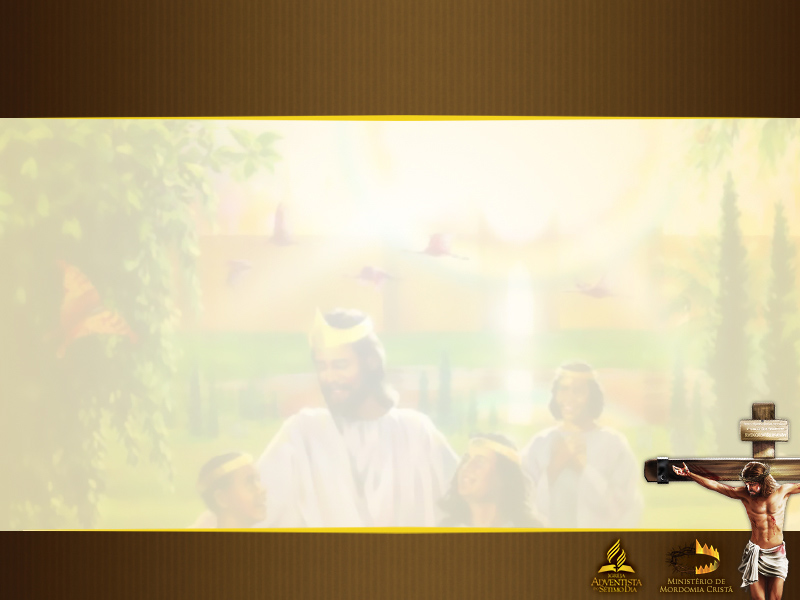 IGREJA
ADVENTISTA
DO SÉTIMO DIA
MINISTÉRIO DE
MORDOMIA CRISTÃ